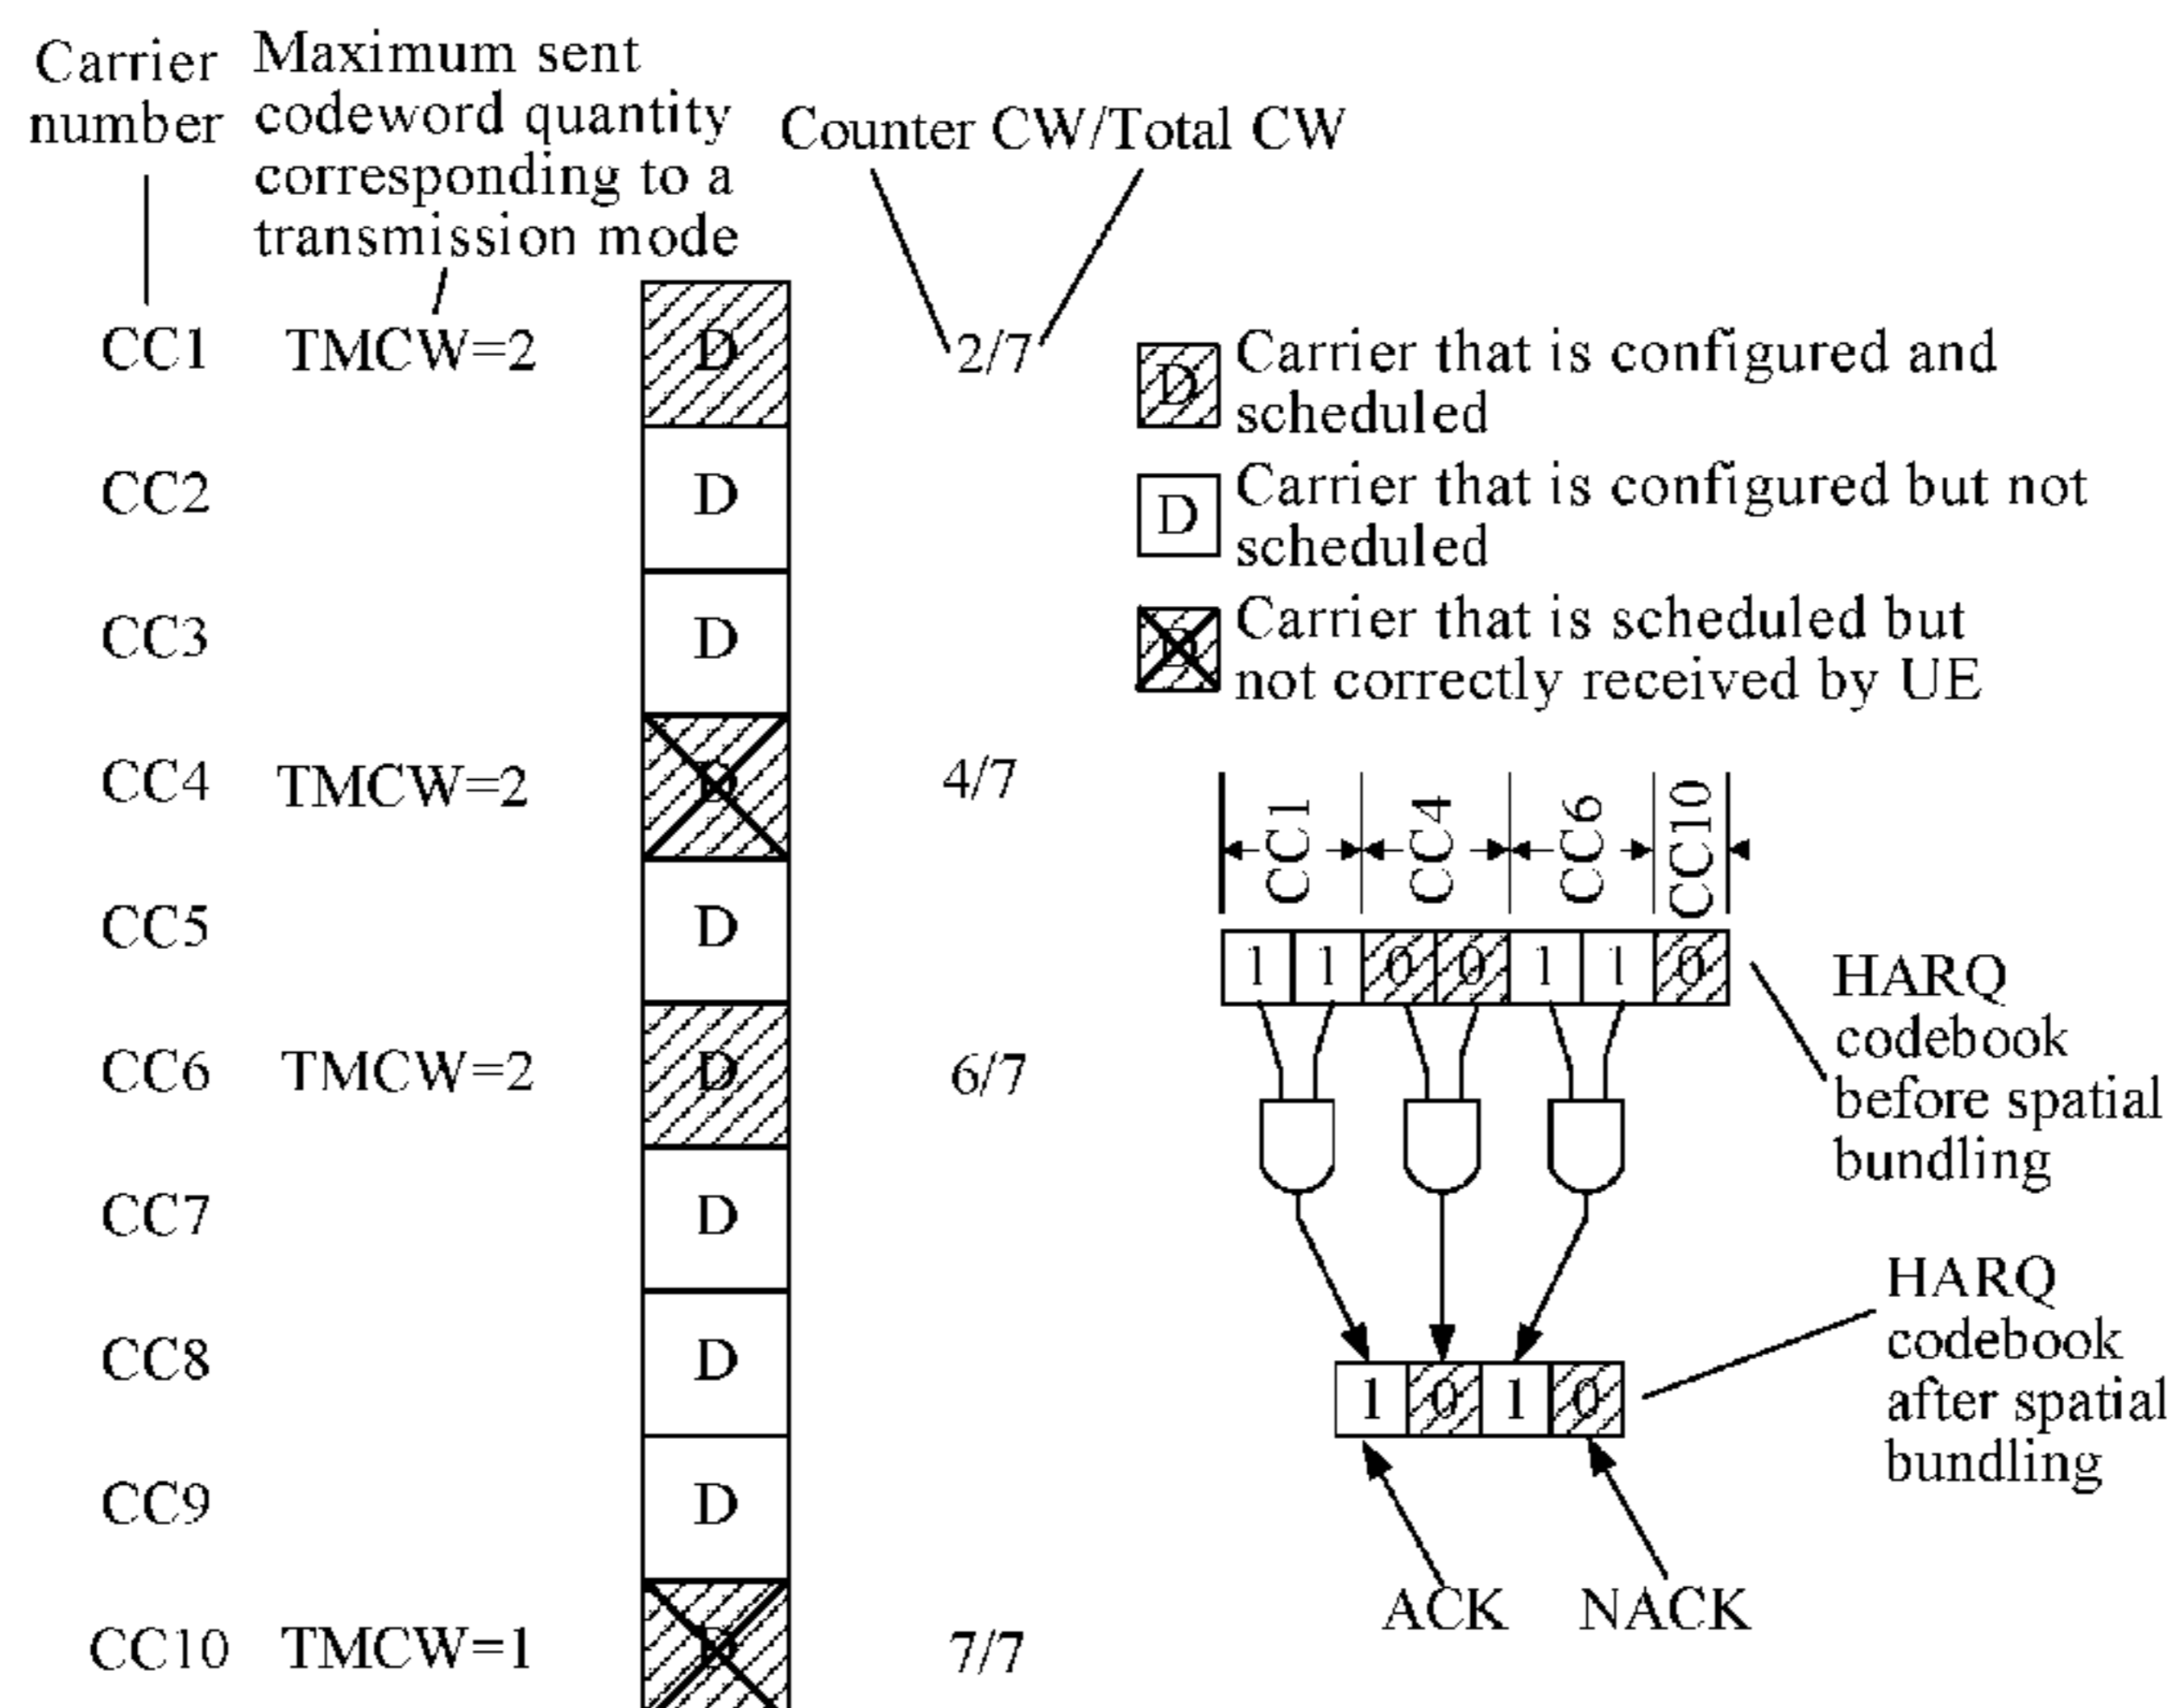 Carrier
number
Maximum sent
codeword quantity
corresponding to a
transmission mode
Counter CW/Total CW
CC1 TMCW=2 D 2/7
CC2 D
CC3 D
CC4 TMCW=2 D 4/7
CC5 D
CC6 TMCW=2 D 6/7
CC7 D
CC8 D
CC9 D
CC10 TMCW=1 D 7/7
D Carrier that is configured and
scheduled
D Carrier that is configured but not
scheduled
D Carrier that is scheduled but
not correctly received by UE
CC1 CC4 CC6 CC10
1 1 0 0 1 1 0
HARQ
codebook
before spatial
bundling
1 0 1 0
HARQ
codebook
after spatial
bundling
ACK NACK